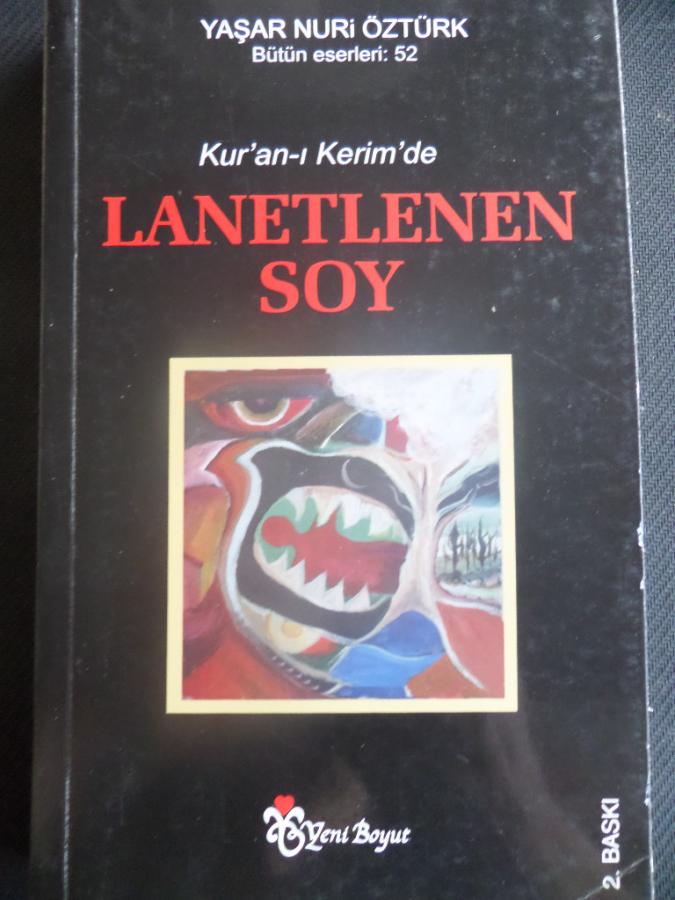 YAŞAR NURi ÖZTÜRK
Bütün eserleri: 52
Kur'an-ı Kerim'de
LANETLENEN
SOY
Yeni Boyut
2. BASKI